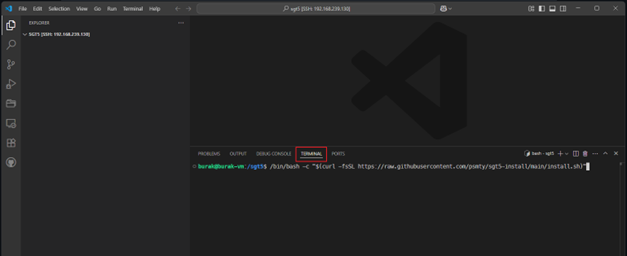 File Edit Selection View Go Run Terminal Help
sgt5 [SSH: 192.168.239.130]
EXPLORER
SGT5 [SSH: 192.168.239.130]
PROBLEMS OUTPUT DEBUG CONSOLE TERMINAL PORTS
bash - sgt5
burak@burak-vm:/sgt5$ /bin/bash -c "$(curl -fsSL https://raw.githubusercontent.com/psmty/sgt5-install/main/install.sh)"